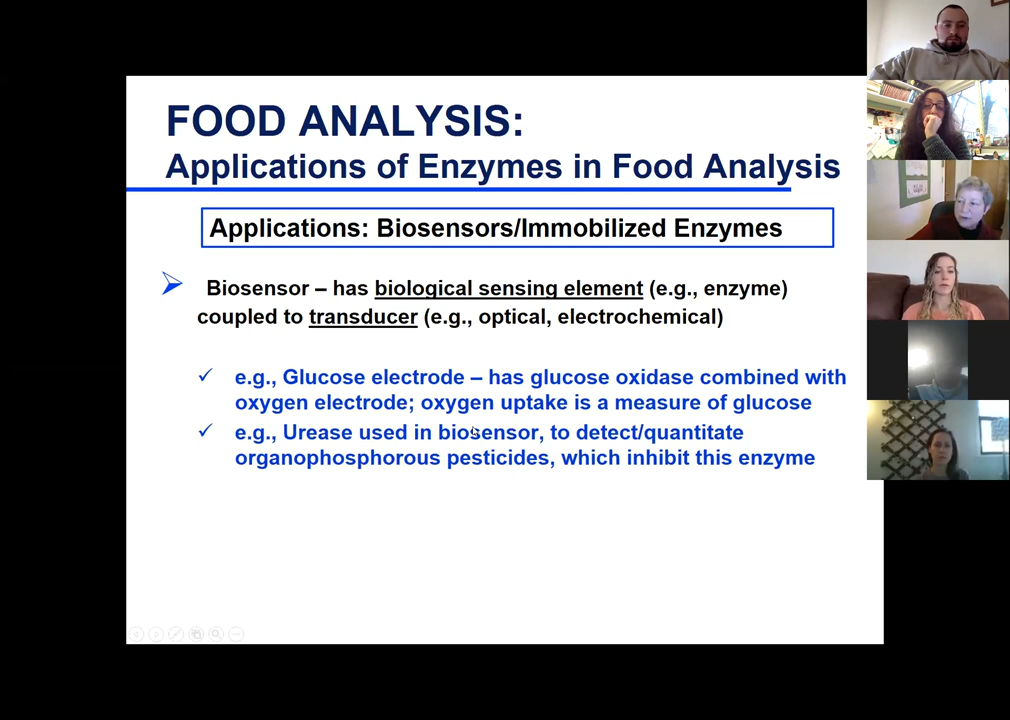 FOOD ANALYSIS:
Applications of Enzymes in Food Analysis
Applications: Biosensors/Immobilized Enzymes
Biosensor – has biological sensing element (e.g., enzyme)
coupled to transducer (e.g., optical, electrochemical)
e.g., Glucose electrode – has glucose oxidase combined with
oxygen electrode; oxygen uptake is a measure of glucose
e.g., Urease used in biosensor, to detect/quantitate
organophosphorous pesticides, which inhibit this enzyme